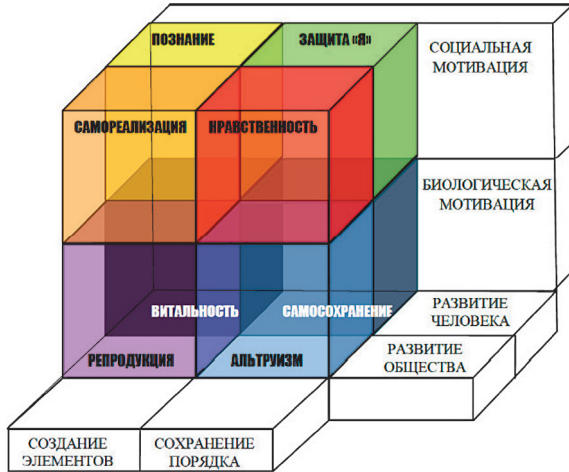 ПОЗНАНИЕ
ЗАЩИТА «Я»
СОЦИАЛЬНАЯ
МОТИВАЦИЯ
САМОРЕАЛИЗАЦИЯ
НРАВСТВЕННОСТЬ
БИОЛОГИЧЕСКАЯ
МОТИВАЦИЯ
ВИТАЛЬНОСТЬ
САМОСОХРАНЕНИЕ
РАЗВИТИЕ
ЧЕЛОВЕКА
РЕПРОДУКЦИЯ
АЛЬТРУИЗМ
РАЗВИТИЕ
ОБЩЕСТВА
СОЗДАНИЕ
ЭЛЕМЕНТОВ
СОХРАНЕНИЕ
ПОРЯДКА